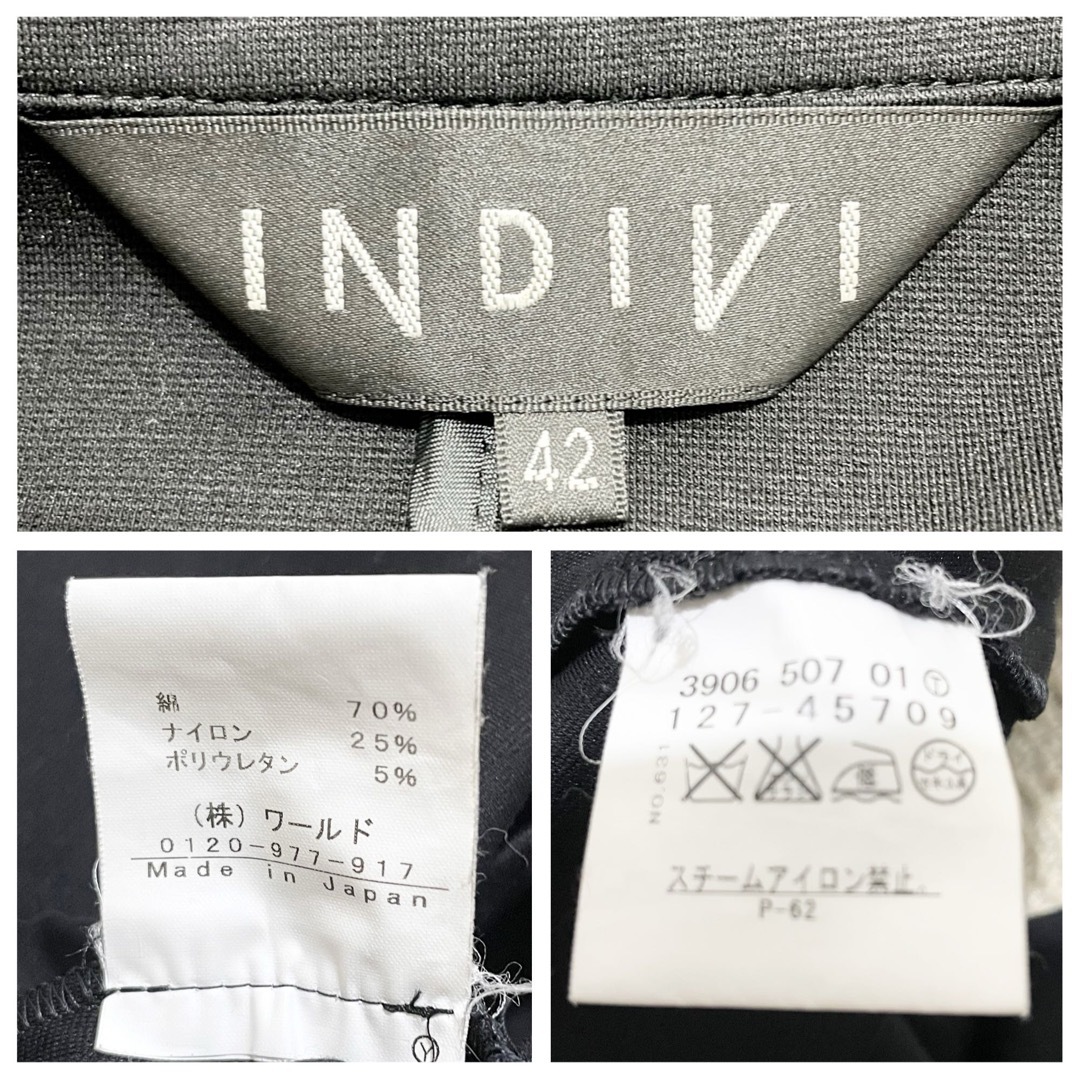 INDIVI
42
綿 70%
ナイロン 25%
ポリウレタン 5%
(株)ワールド
0120-977-917
Made in Japan
3906 507 01 T
127-45709
NO.631
低 ドライ
スチームアイロン禁止.
P-62